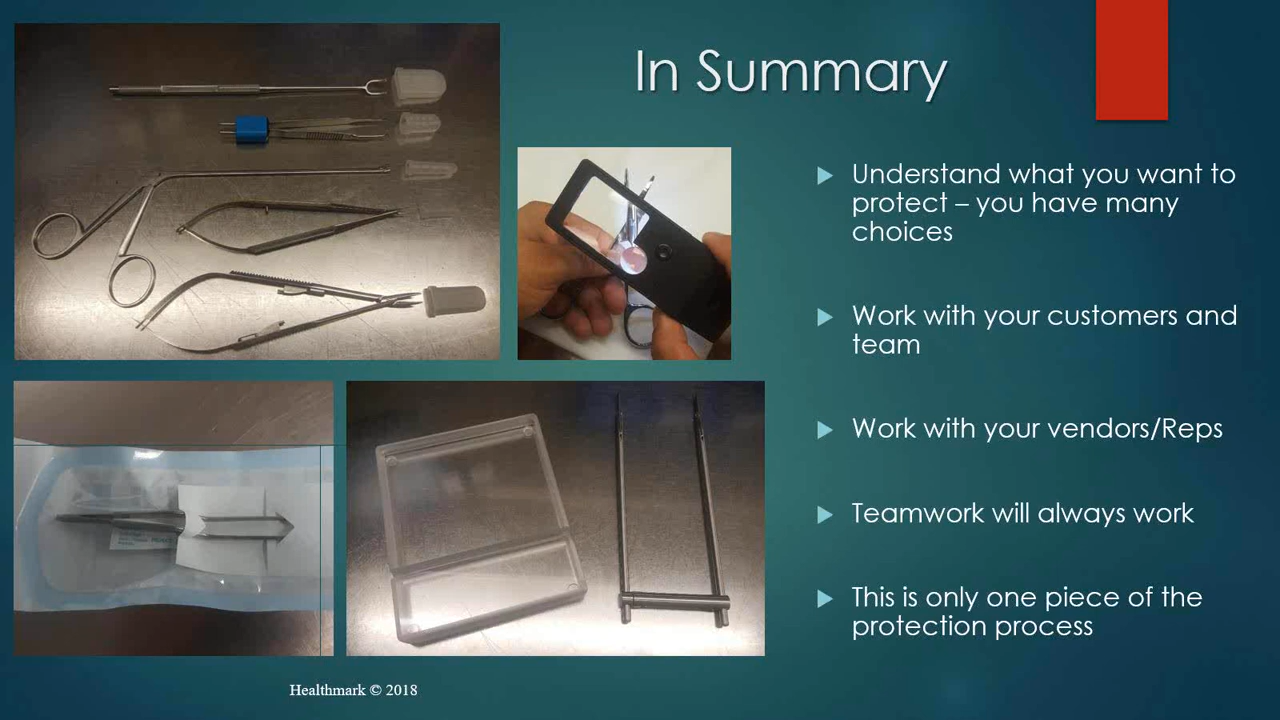 In Summary
Understand what you want to
protect – you have many
choices
Work with your customers and
team
Work with your vendors/Reps
Teamwork will always work
This is only one piece of the
protection process
Healthmark © 2018